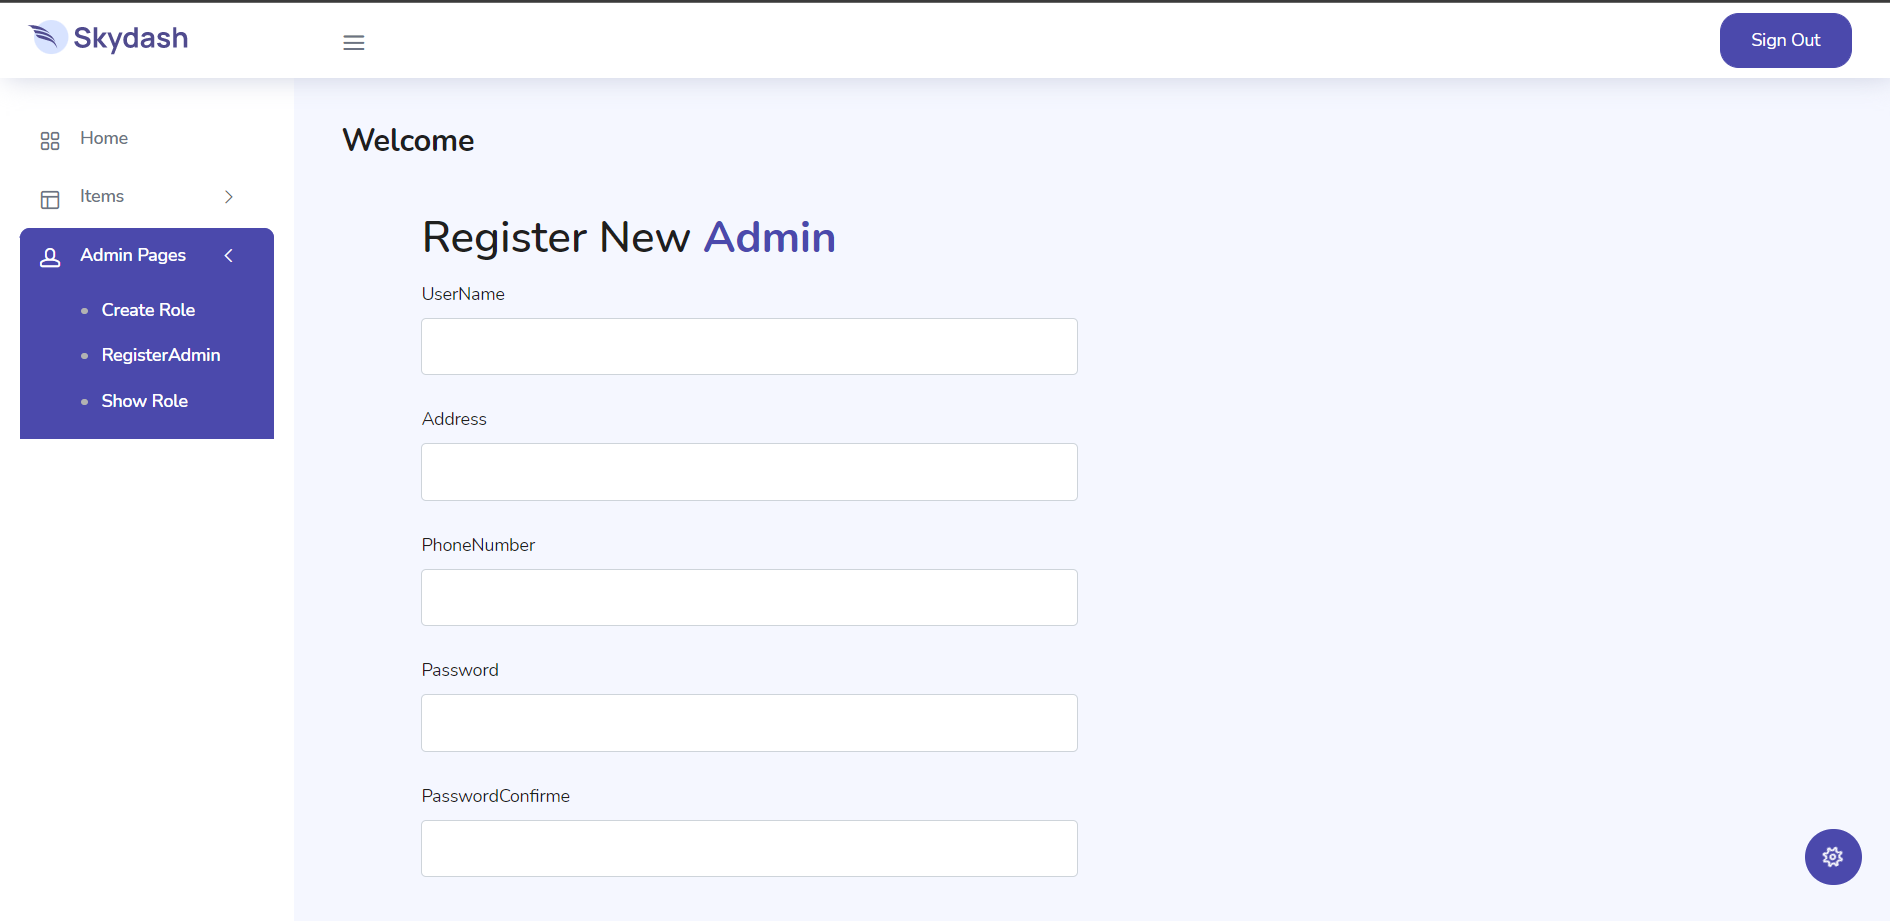 Skydash
Sign Out
Home
Items
Admin Pages
Create Role
RegisterAdmin
Show Role
Welcome
Register New Admin
UserName
Address
PhoneNumber
Password
PasswordConfirme